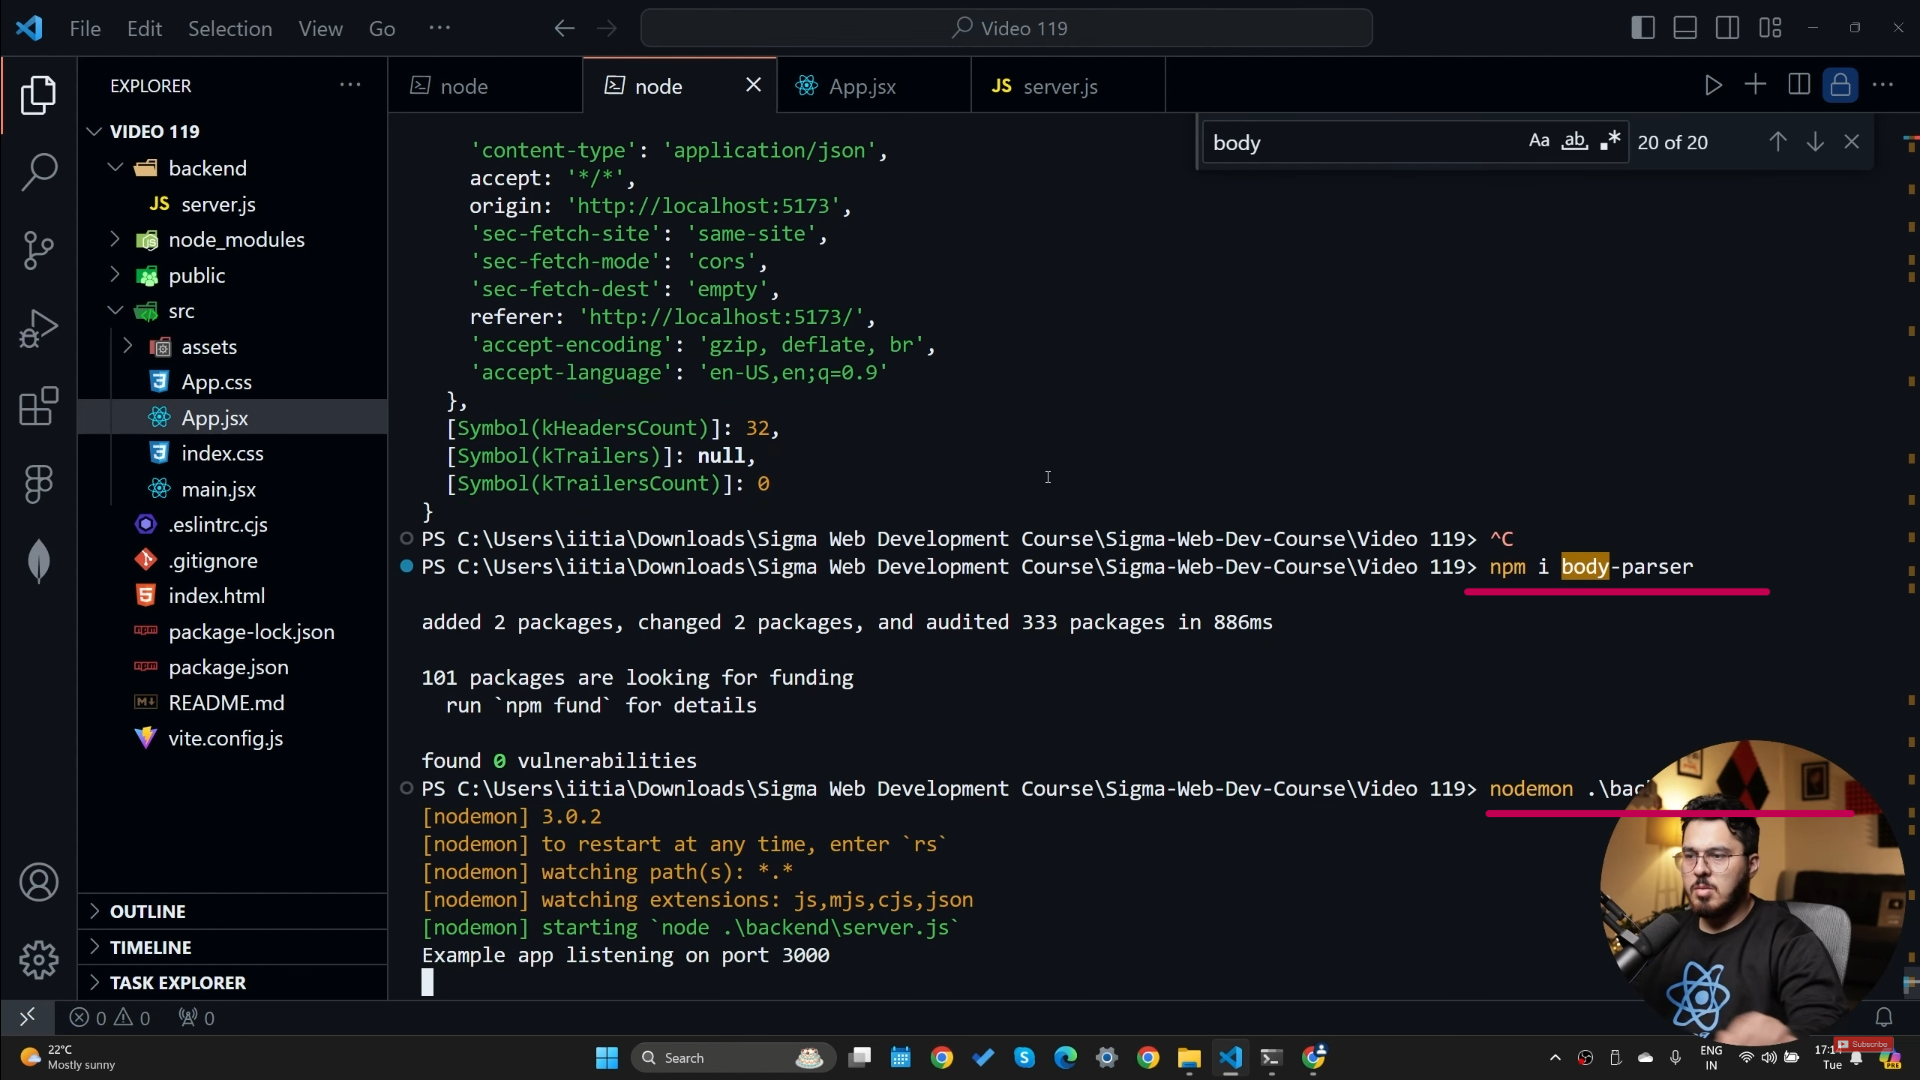 File Edit Selection View Go ···
Video 119
EXPLORER ···
node
node
App.jsx
JS server.js
VIDEO 119
backend
JS server.js
node_modules
public
src
assets
App.css
App.jsx
index.css
main.jsx
.eslintrc.cjs
.gitignore
index.html
package-lock.json
package.json
README.md
vite.config.js
OUTLINE
TIMELINE
TASK EXPLORER
body Aa ab .* 20 of 20
'content-type': 'application/json',
accept: '*/*',
origin: 'http://localhost:5173',
'sec-fetch-site': 'same-site',
'sec-fetch-mode': 'cors',
'sec-fetch-dest': 'empty',
referer: 'http://localhost:5173/',
'accept-encoding': 'gzip, deflate, br',
'accept-language': 'en-US,en;q=0.9'
},
[Symbol(kHeadersCount)]: 32,
[Symbol(kTrailers)]: null,
[Symbol(kTrailersCount)]: 0
}
PS C:\Users\iitia\Downloads\Sigma Web Development Course\Sigma-Web-Dev-Course\Video 119> ^C
PS C:\Users\iitia\Downloads\Sigma Web Development Course\Sigma-Web-Dev-Course\Video 119> npm i body-parser
added 2 packages, changed 2 packages, and audited 333 packages in 886ms
101 packages are looking for funding
run `npm fund` for details
found 0 vulnerabilities
PS C:\Users\iitia\Downloads\Sigma Web Development Course\Sigma-Web-Dev-Course\Video 119> nodemon .\bac
[nodemon] 3.0.2
[nodemon] to restart at any time, enter `rs`
[nodemon] watching path(s): *.*
[nodemon] watching extensions: js,mjs,cjs,json
[nodemon] starting `node .\backend\server.js`
Example app listening on port 3000
0 0 0
22°C
Mostly sunny
Search
ENG
IN
17:1
Tue
Subscribe
PRE